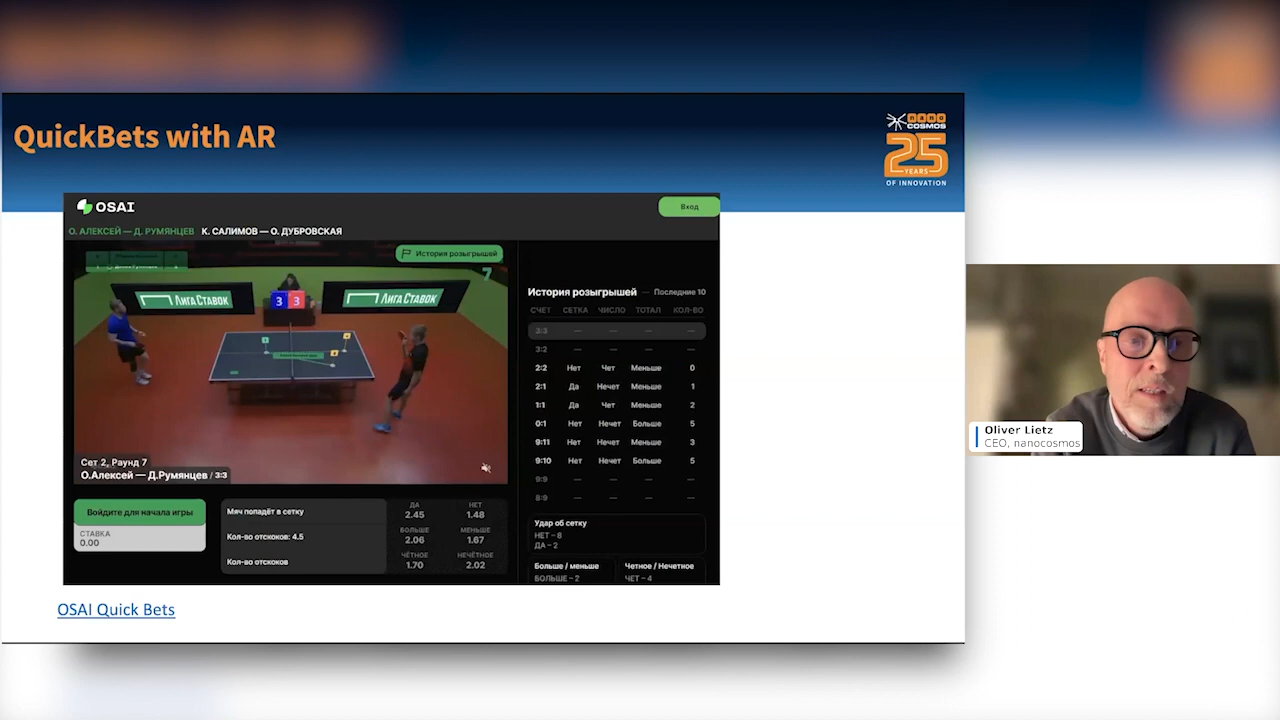 QuickBets with AR
NANO
COSMOS
25
YEARS
OF INNOVATION
OSAI
Вход
О. АЛЕКСЕЙ — Д. РУМЯНЦЕВ К. САЛИМОВ — О. ДУБРОВСКАЯ
История розыгрышей
7
ЛИГА СТАВОК
3 3
ЛИГА СТАВОК
Сет 2, Раунд 7
О.Алексей — Д.Румянцев / 3:3
История розыгрышей — Последние 10
СЧЕТ СЕТКА ЧИСЛО ТОТАЛ КОЛ-ВО
3:3 — — — —
3:2 — — — —
2:2 Нет Чет Меньше 0
2:1 Да Нечет Меньше 1
1:1 Да Чет Меньше 2
0:1 Нет Нечет Больше 5
9:11 Нет Нечет Меньше 3
9:10 Нет Нечет Больше 5
9:9 — — — —
8:9 — — — —
Войдите для начала игры
СТАВКА
0.00
Мяч попадёт в сетку
ДА НЕТ
2.45 1.48
Кол-во отскоков: 4.5
БОЛЬШЕ МЕНЬШЕ
2.06 1.67
Кол-во отскоков
ЧЁТНОЕ НЕЧЁТНОЕ
1.70 2.02
Удар об сетку
НЕТ – 8
ДА – 2
Больше / меньше Четное / Нечетное
БОЛЬШЕ – 2 ЧЕТ – 4
OSAI Quick Bets
Oliver Lietz
CEO, nanocosmos